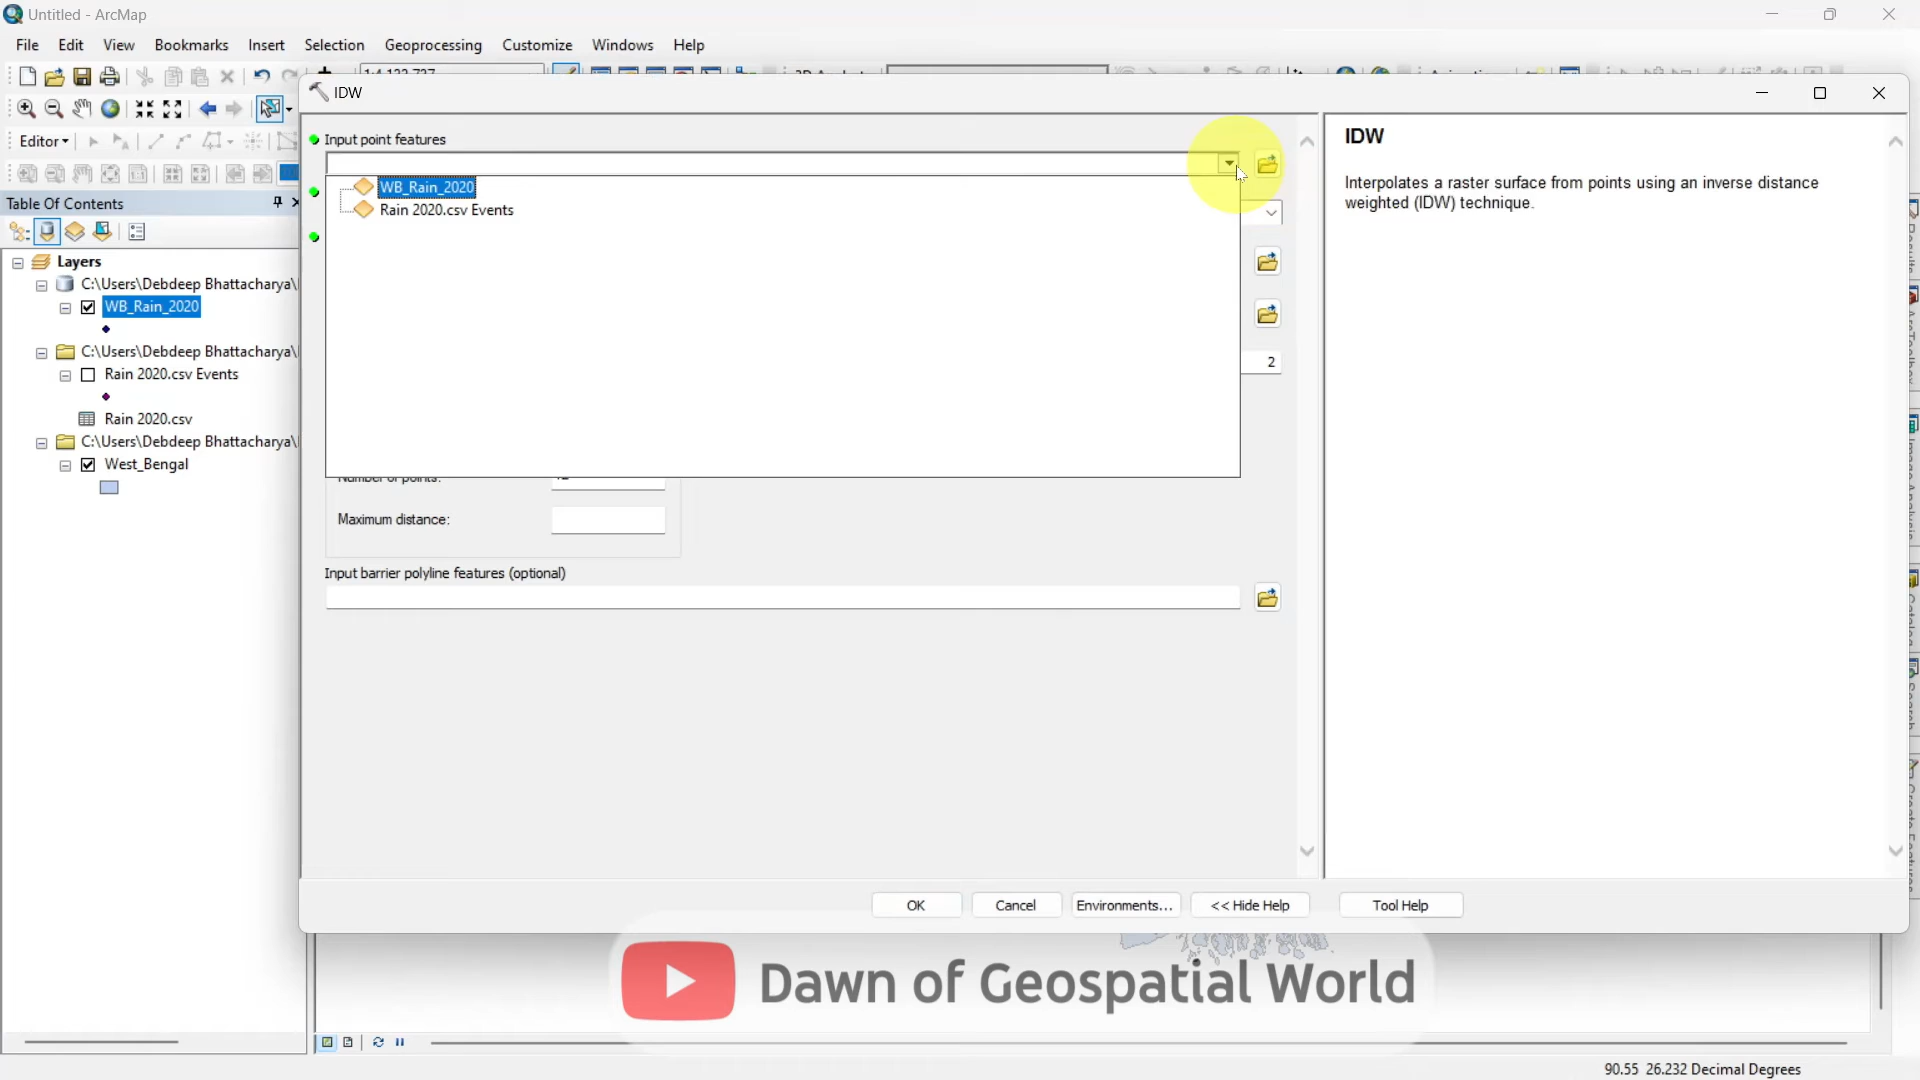 Untitled - ArcMap
File Edit View Bookmarks Insert Selection Geoprocessing Customize Windows Help
IDW
Editor
Table Of Contents
Layers
C:\Users\Debdeep Bhattacharya\
WB_Rain_2020
C:\Users\Debdeep Bhattacharya\
Rain 2020.csv Events
Rain 2020.csv
C:\Users\Debdeep Bhattacharya\
West_Bengal
Input point features
WB_Rain_2020
Rain 2020.csv Events
2
Number of points:
Maximum distance:
Input barrier polyline features (optional)
IDW
Interpolates a raster surface from points using an inverse distance
weighted (IDW) technique.
OK Cancel Environments... << Hide Help Tool Help
Dawn of Geospatial World
90.55 26.232 Decimal Degrees